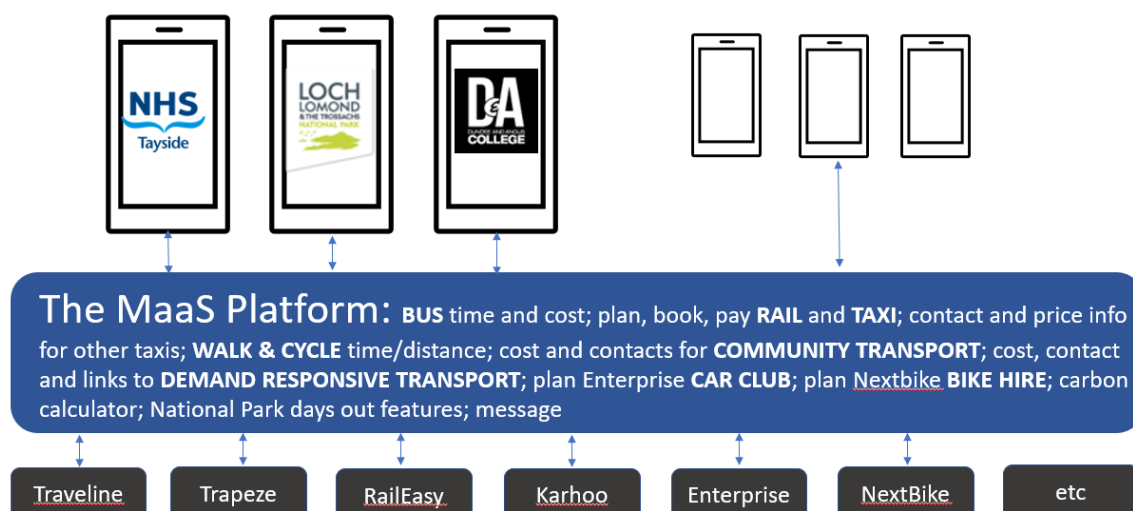 NHS
Tayside
LOCH
LOMOND
& THE TROSSACHS
NATIONAL PARK
D&A
DUNDEE AND ANGUS
COLLEGE
The MaaS Platform: BUS time and cost; plan, book, pay RAIL and TAXI; contact and price info
for other taxis; WALK & CYCLE time/distance; cost and contacts for COMMUNITY TRANSPORT; cost, contact
and links to DEMAND RESPONSIVE TRANSPORT; plan Enterprise CAR CLUB; plan Nextbike BIKE HIRE; carbon
calculator; National Park days out features; message
Traveline
Trapeze
RailEasy
Karhoo
Enterprise
NextBike
etc